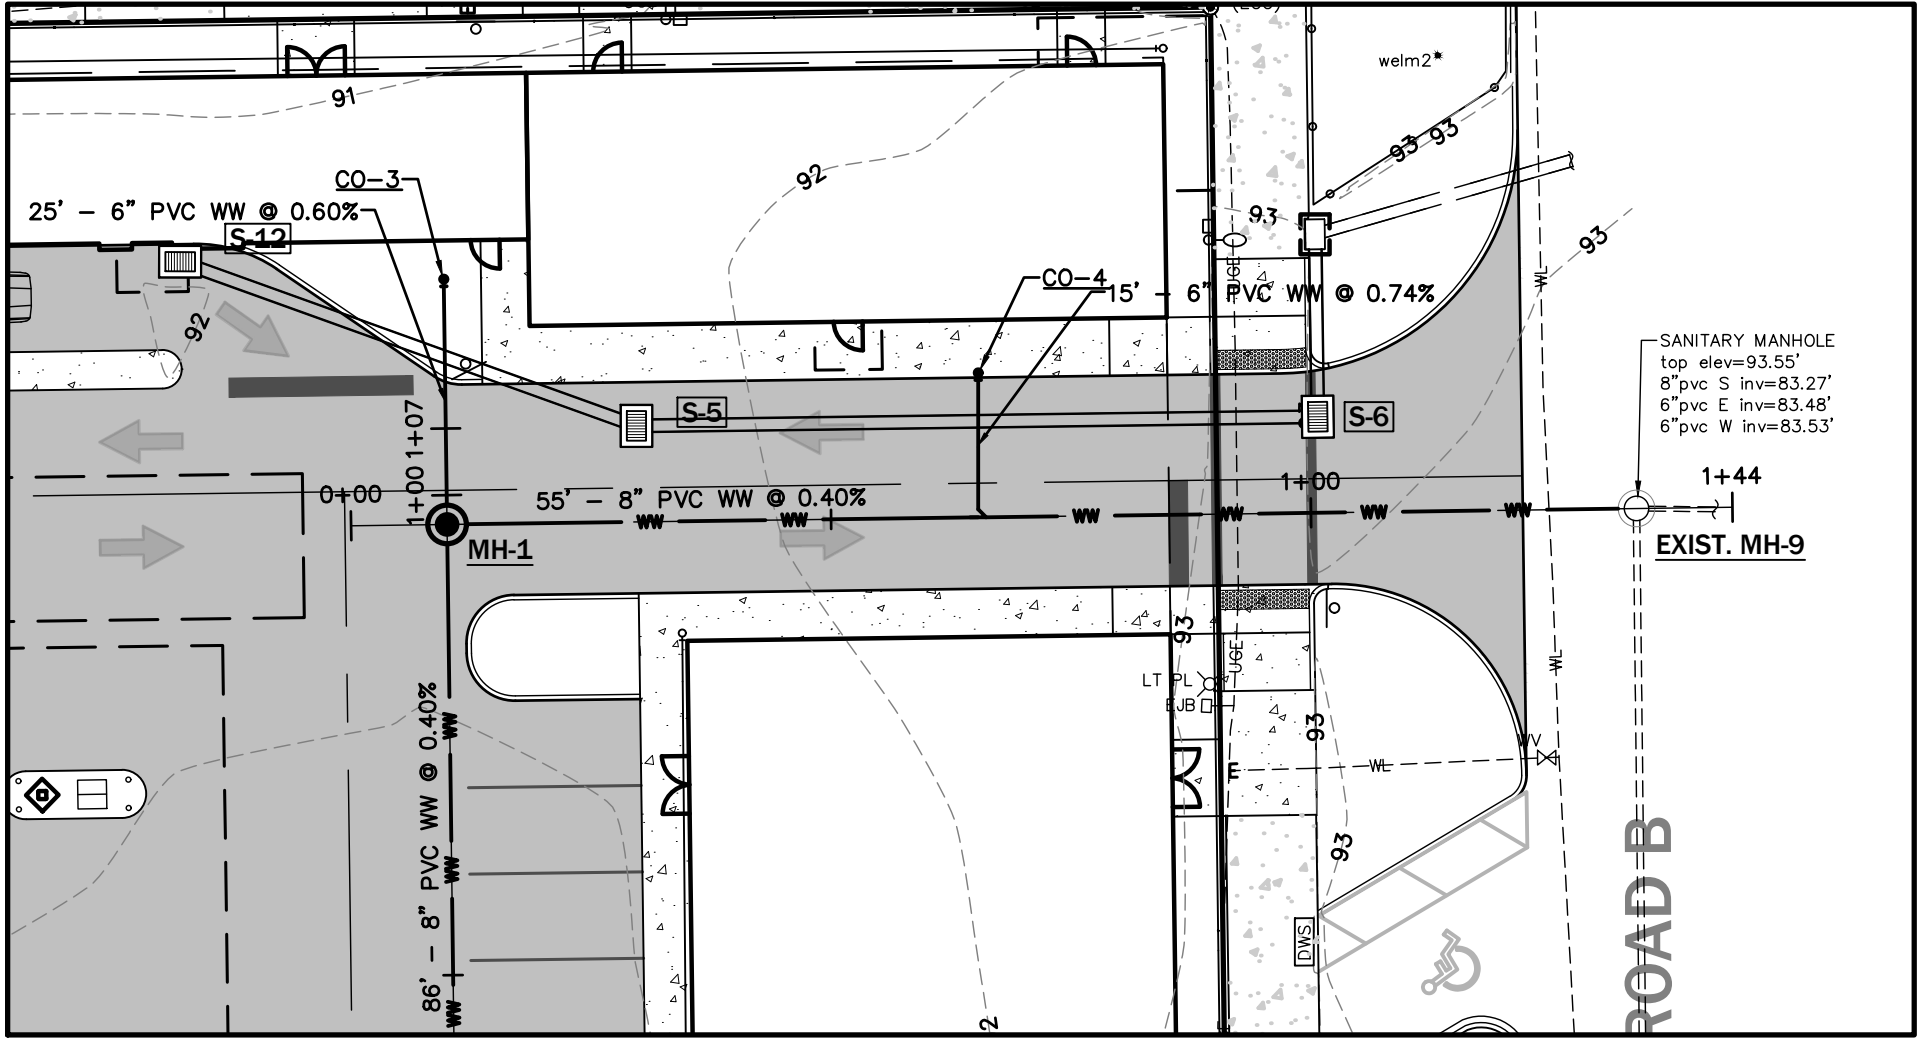 welm2
91
92
93
93
CO-3
25' - 6" PVC WW @ 0.60%
S-12
93
93
CO-4
15' - 6" PVC WW @ 0.74%
UGE
WL
92
SANITARY MANHOLE
top elev=93.55'
8"pvc S inv=83.27'
6"pvc E inv=83.48'
6"pvc W inv=83.53'
S-5
S-6
1+07
1+00
0+00
55' - 8" PVC WW @ 0.40%
1+00
1+44
WW
WW
WW
WW
WW
WW
MH-1
EXIST. MH-9
93
UGE
WL
LT PL
EJB
93
86' - 8" PVC WW @ 0.40%
WW
WW
WW
WV
WL
E
93
DWS
ROAD B
2